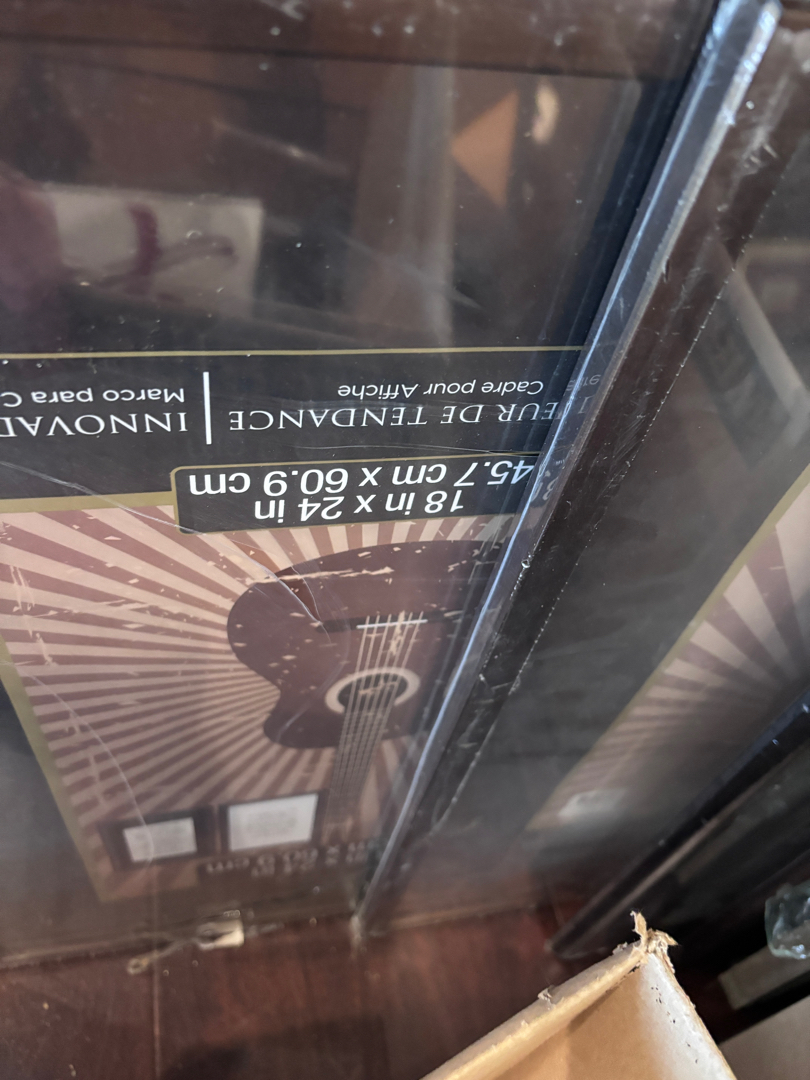 18 in x 24 in
45.7 cm x 60.9 cm
EUR DE TENDANCE
Cadre pour Affiche
INNOVAD
Marco para C